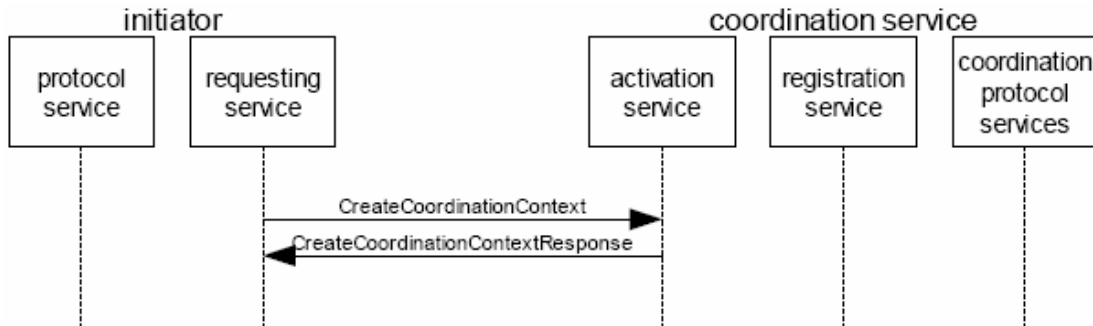 initiator
coordination service
protocol
service
requesting
service
activation
service
registration
service
coordination
protocol
services
CreateCoordinationContext
CreateCoordinationContextResponse